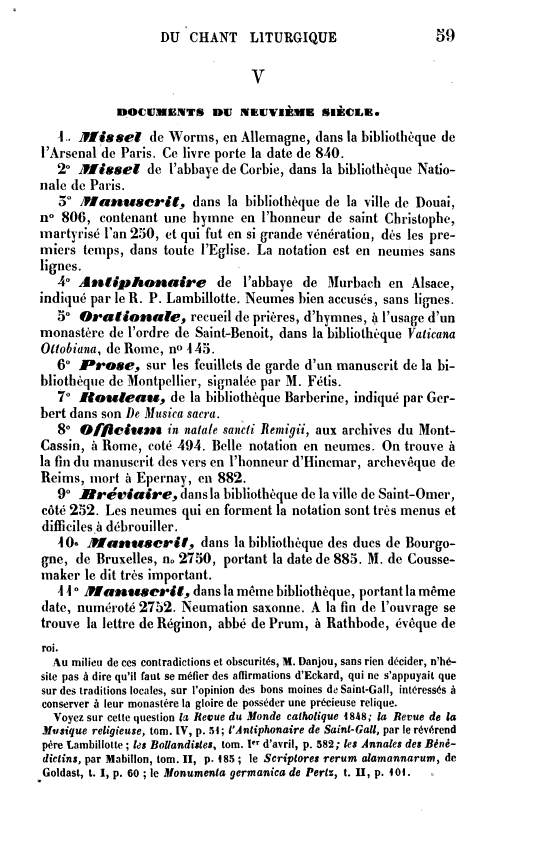 DU CHANT LITURGIQUE 59
V
DOCUMENTS DU NEUVIÈME SIÈCLE.
1.. Missel de Worms, en Allemagne, dans la bibliothèque de
l'Arsenal de Paris. Ce livre porte la date de 840.
2° Missel de l'abbaye de Corbie, dans la bibliothèque Natio-
nale de Paris.
3° Manuscrit, dans la bibliothèque de la ville de Douai,
n° 806, contenant une hymne en l'honneur de saint Christophe,
martyrisé l'an 250, et qui fut en si grande vénération, dès les pre-
miers temps, dans toute l'Eglise. La notation est en neumes sans
lignes.
4° Antiphonaire de l'abbaye de Murbach en Alsace,
indiqué par le R. P. Lambillotte. Neumes bien accusés, sans lignes.
5° Orationale, recueil de prières, d'hymnes, à l'usage d'un
monastère de l'ordre de Saint-Benoit, dans la bibliothèque Vaticana
Ottobiana, de Rome, n° 145.
6° Prose, sur les feuillets de garde d'un manuscrit de la bi-
bliothèque de Montpellier, signalée par M. Fétis.
7° Rouleau, de la bibliothèque Barberine, indiqué par Ger-
bert dans son De Musica sacra.
8° Officium in natale sancti Remigii, aux archives du Mont-
Cassin, à Rome, coté 494. Belle notation en neumes. On trouve à
la fin du manuscrit des vers en l'honneur d'Hincmar, archevêque de
Reims, mort à Epernay, en 882.
9° Bréviaire, dans la bibliothèque de la ville de Saint-Omer,
côté 252. Les neumes qui en forment la notation sont très menus et
difficiles à débrouiller.
10° Manuscrit, dans la bibliothèque des ducs de Bourgo-
gne, de Bruxelles, no 2750, portant la date de 885. M. de Cousse-
maker le dit très important.
11° Manuscrit, dans la même bibliothèque, portant la même
date, numéroté 2752. Neumation saxonne. A la fin de l'ouvrage se
trouve la lettre de Réginon, abbé de Prum, à Rathbode, évêque de
roi.
Au milieu de ces contradictions et obscurités, M. Danjou, sans rien décider, n'hé-
site pas à dire qu'il faut se méfier des affirmations d'Eckard, qui ne s'appuyait que
sur des traditions locales, sur l'opinion des bons moines de Saint-Gall, intéressés à
conserver à leur monastère la gloire de posséder une précieuse relique.
Voyez sur cette question la Revue du Monde catholique 1848; la Revue de la
Musique religieuse, tom. IV, p. 51; l'Antiphonaire de Saint-Gall, par le révérend
père Lambillotte; les Bollandistes, tom. Ier d'avril, p. 582; les Annales des Béné-
dictins, par Mabillon, tom. II, p. 185; le Scriptores rerum alamannarum, de
Goldast, t. I, p. 60; le Monumenta germanica de Pertz, t. II, p. 101.